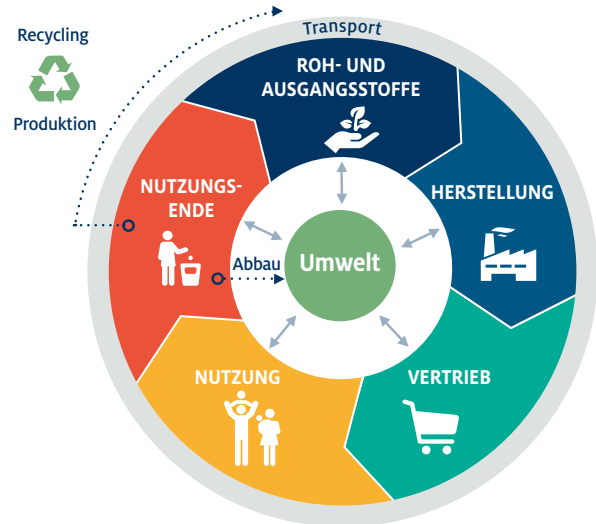 Recycling
Produktion
Transport
ROH- UND
AUSGANGSSTOFFE
HERSTELLUNG
VERTRIEB
NUTZUNG
NUTZUNGS-
ENDE
Abbau
Umwelt